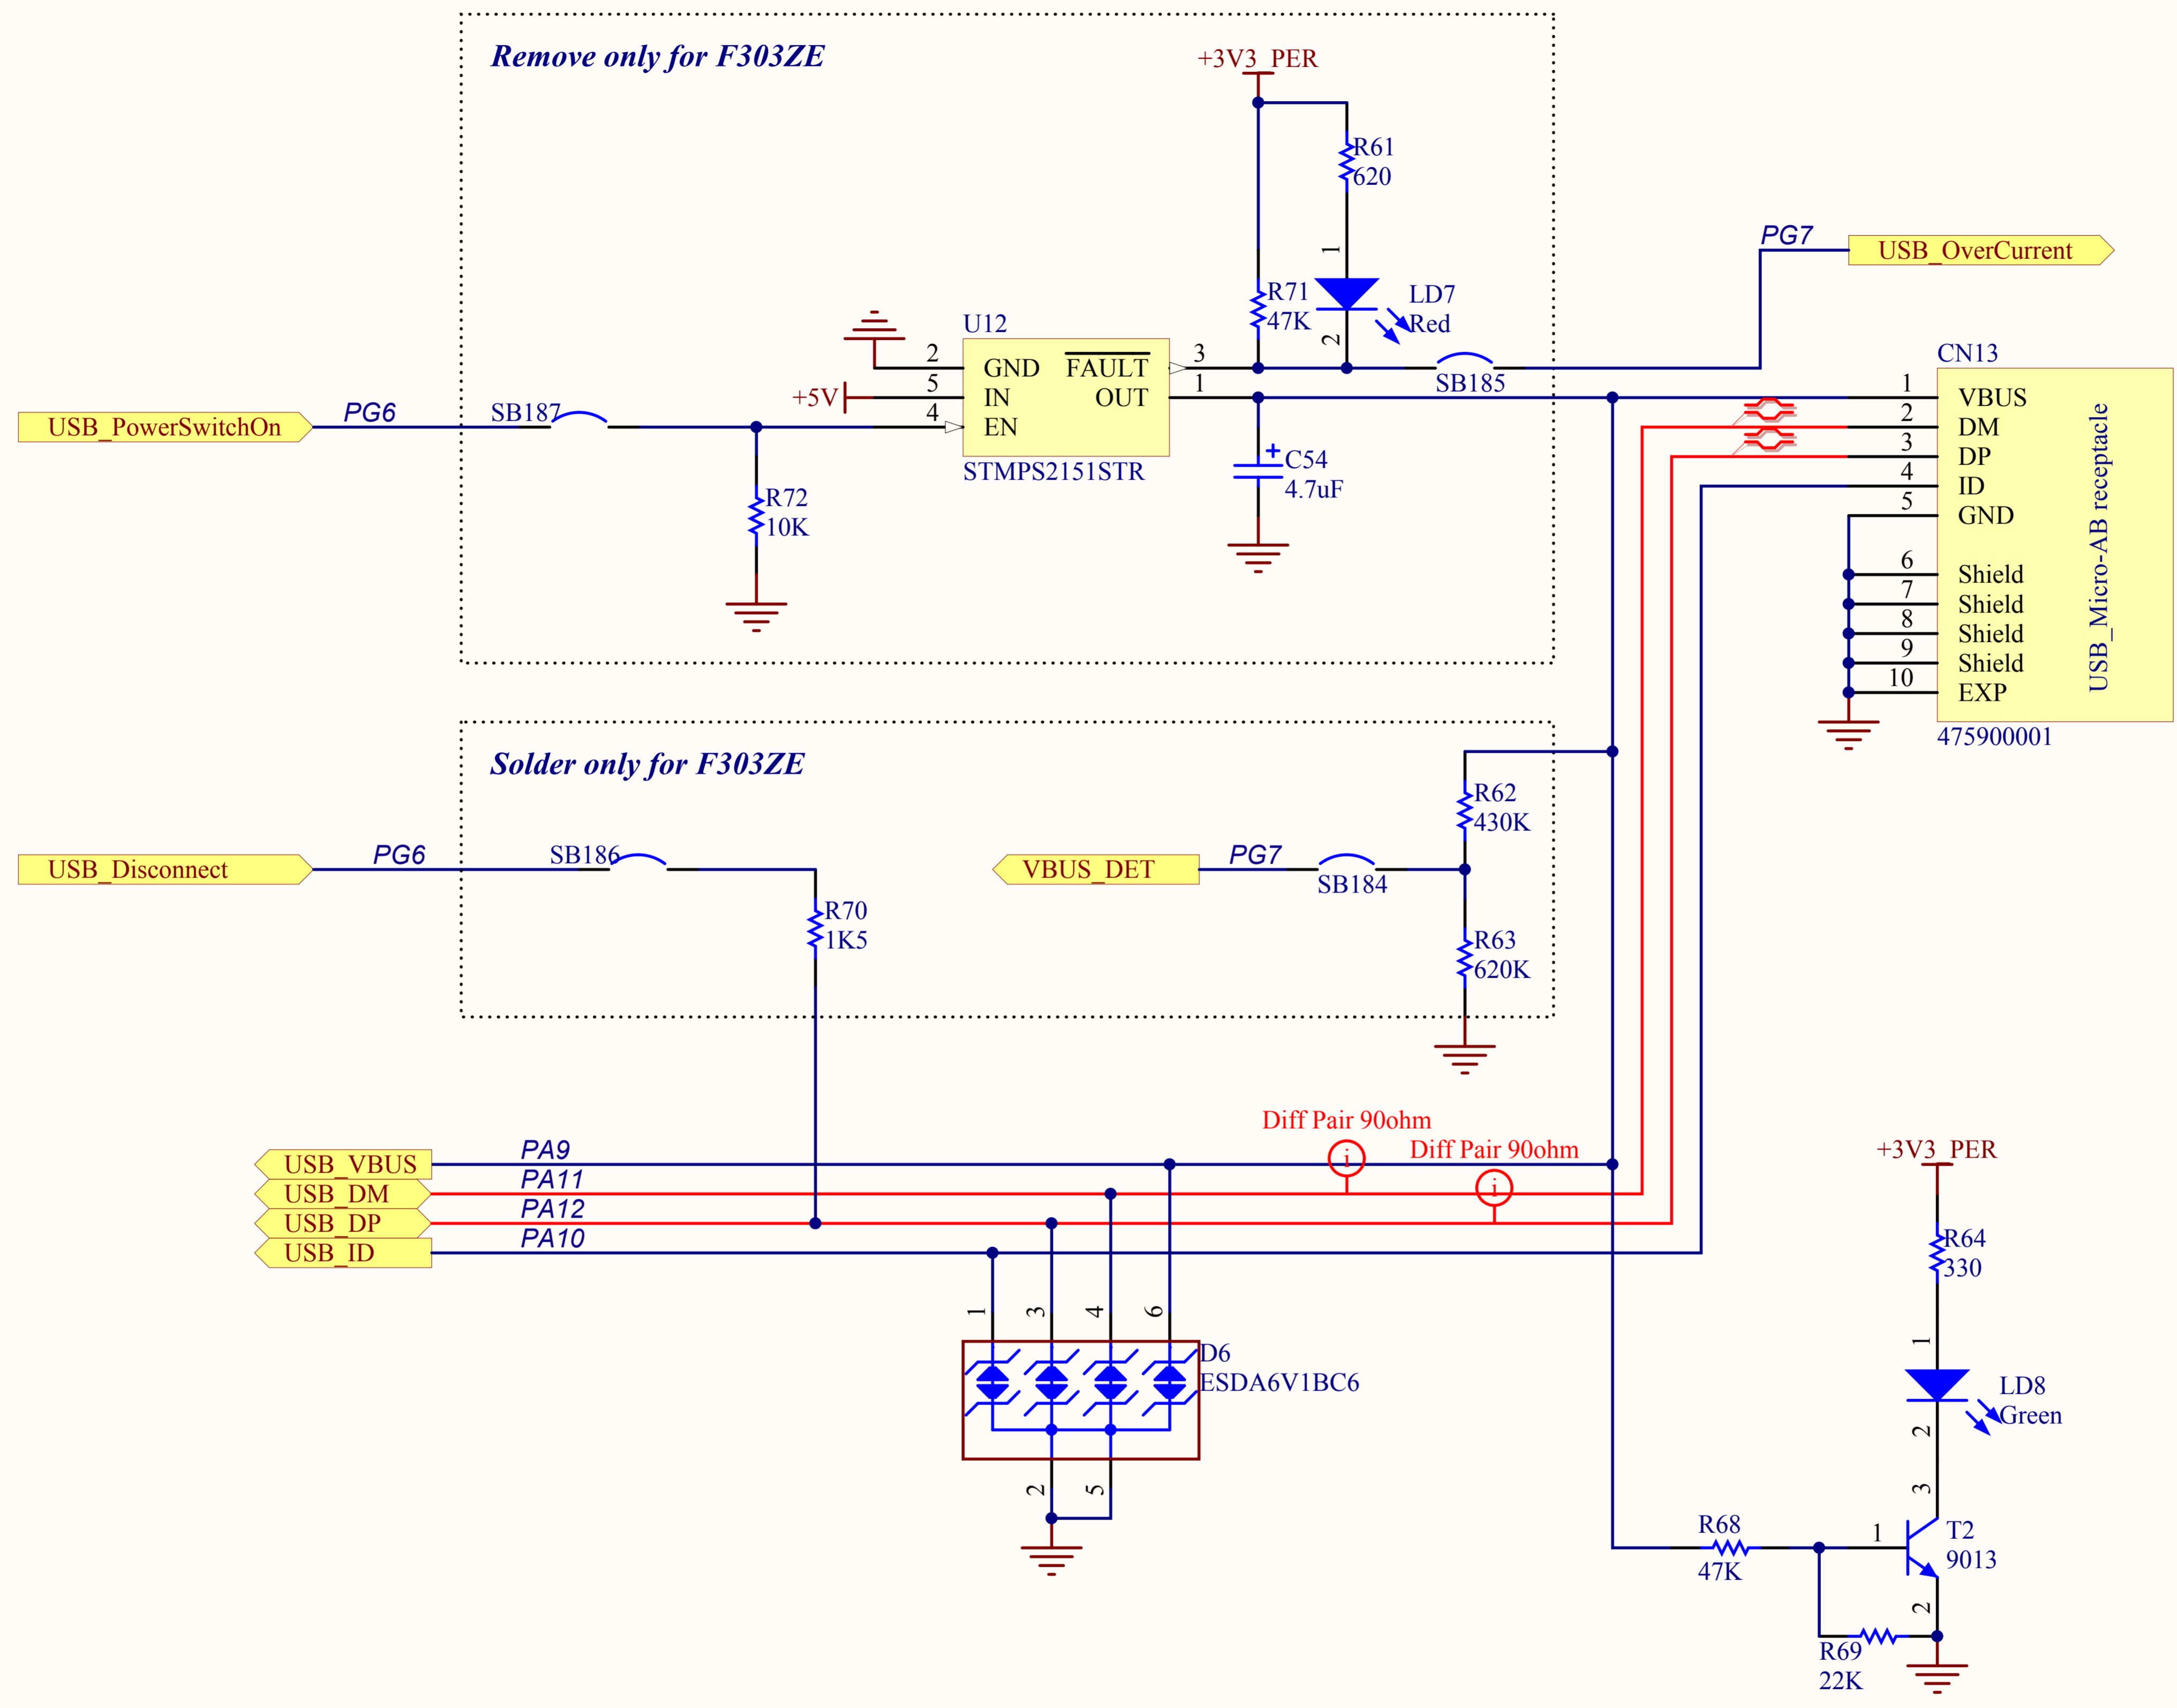 Remove only for F303ZE
+3V3_PER
R61
620
1
PG7
USB_OverCurrent
R71
47K
LD7
Red
2
U12
2
GND
FAULT
3
5
IN
OUT
1
+5V
4
EN
STMPS2151STR
SB185
USB_PowerSwitchOn
PG6
SB187
R72
10K
+
C54
4.7uF
CN13
1
VBUS
2
DM
3
DP
4
ID
5
GND
6
Shield
7
Shield
8
Shield
9
Shield
10
EXP
USB_Micro-AB receptacle
475900001
Solder only for F303ZE
R62
430K
USB_Disconnect
PG6
SB186
VBUS_DET
PG7
SB184
R70
1K5
R63
620K
Diff Pair 90ohm
i
Diff Pair 90ohm
i
USB_VBUS
PA9
USB_DM
PA11
USB_DP
PA12
USB_ID
PA10
1
3
4
6
D6
ESDA6V1BC6
2
5
+3V3_PER
R64
330
1
LD8
Green
2
3
R68
47K
1
T2
9013
2
R69
22K